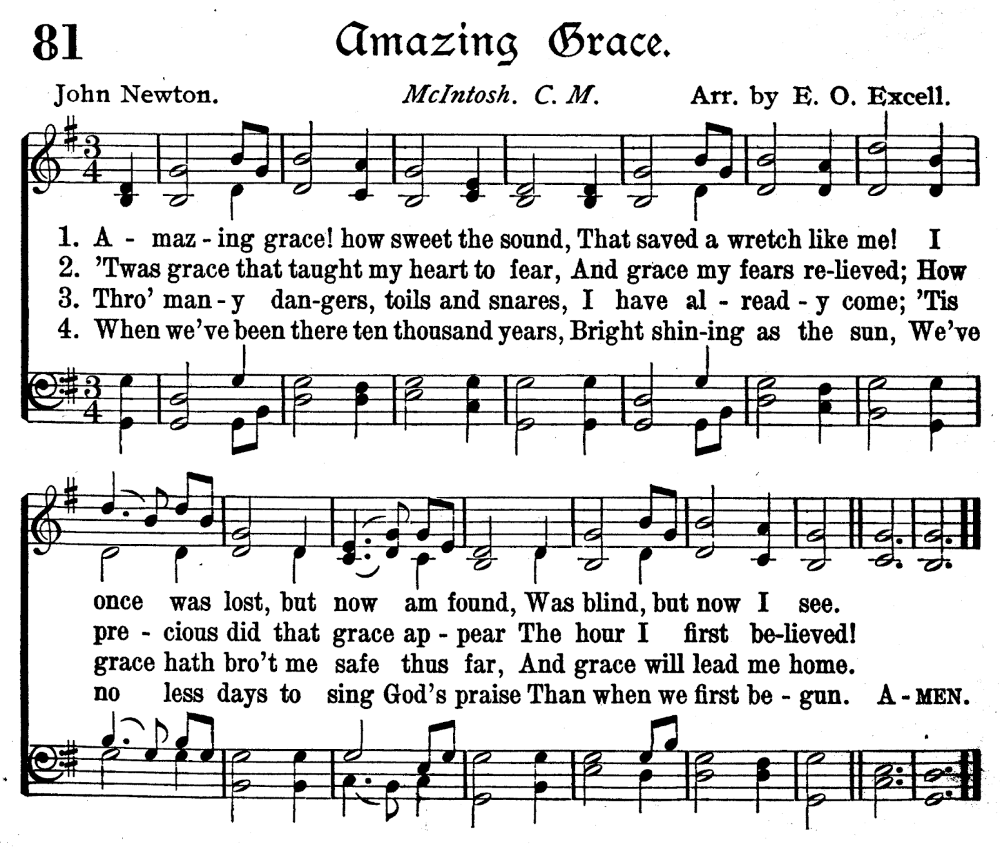 81 Amazing Grace.
John Newton. McIntosh. C. M. Arr. by E. O. Excell.
3 4
1. A - maz - ing grace! how sweet the sound, That saved a wretch like me! I
2. ’Twas grace that taught my heart to fear, And grace my fears re-lieved; How
3. Thro’ man - y dan-gers, toils and snares, I have al - read - y come; ’Tis
4. When we’ve been there ten thousand years, Bright shin-ing as the sun, We’ve
3 4
once was lost, but now am found, Was blind, but now I see.
pre - cious did that grace ap - pear The hour I first be-lieved!
grace hath bro’t me safe thus far, And grace will lead me home.
no less days to sing God’s praise Than when we first be - gun. A - MEN.